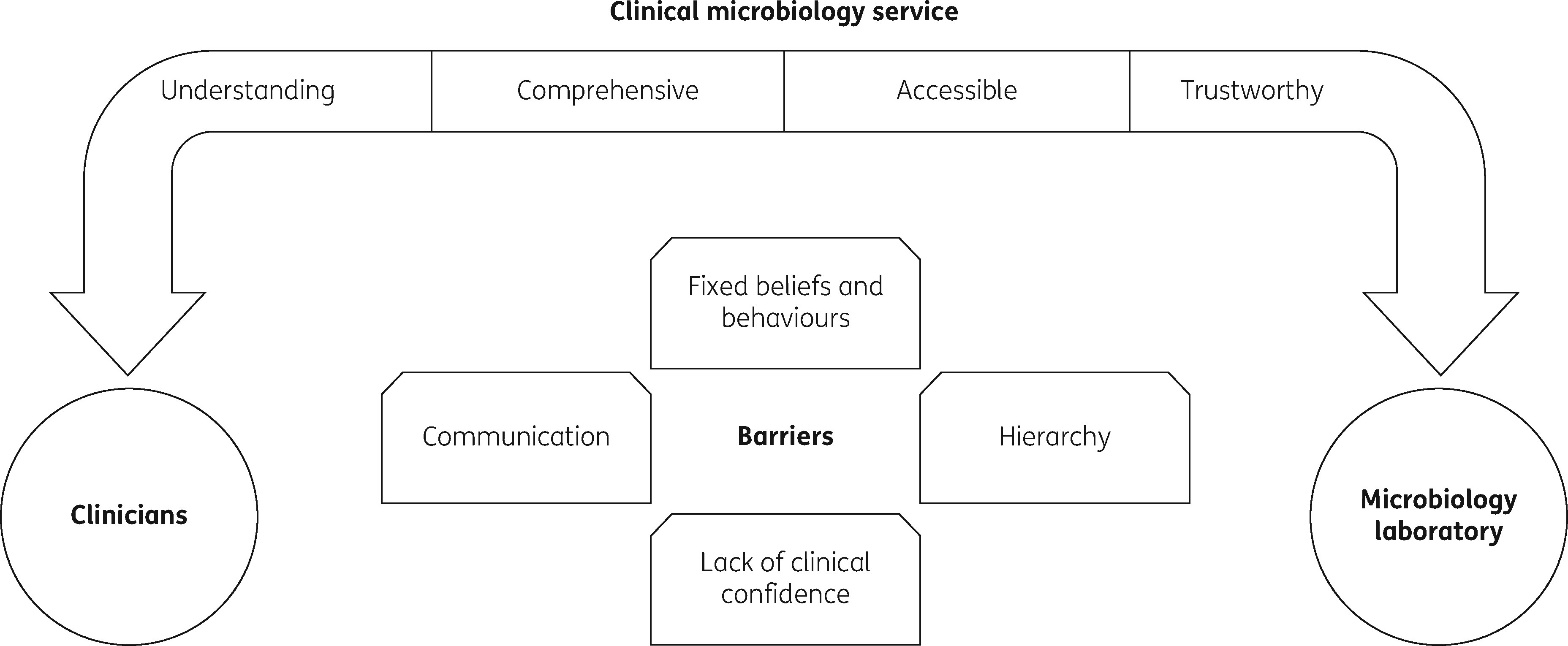 Clinical microbiology service
Understanding
Comprehensive
Accessible
Trustworthy
Fixed beliefs and
behaviours
Communication
Barriers
Hierarchy
Lack of clinical
confidence
Clinicians
Microbiology
laboratory